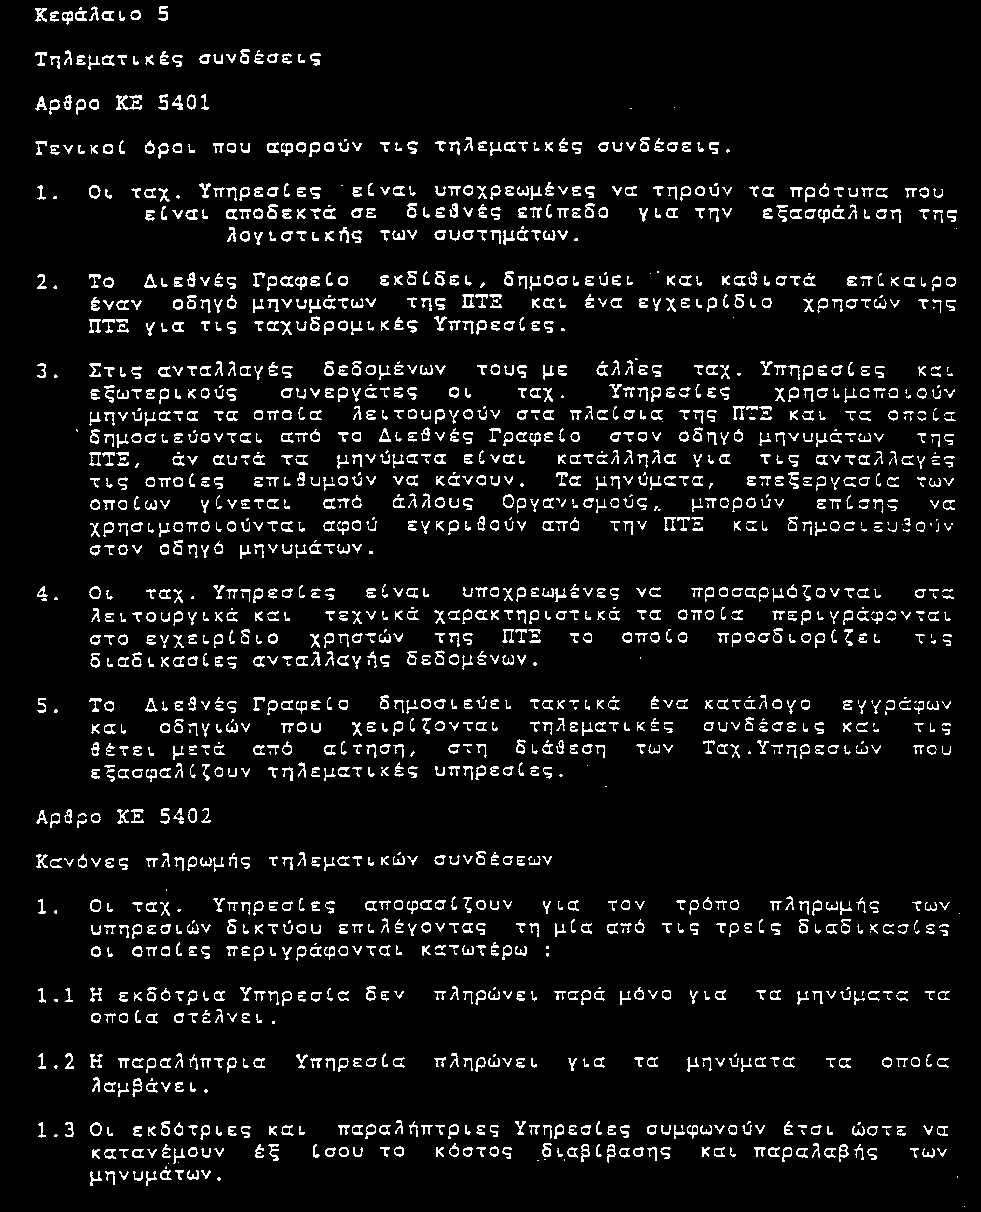 Κεφάλαιο 5
Τηλεματικές συνδέσεις
Αρθρο ΚΕ 5401
Γενικοί όροι που αφορούν τις τηλεματικές συνδέσεις.
1. Οι ταχ. Υπηρεσίες είναι υποχρεωμένες να τηρούν τα πρότυπα που
είναι αποδεκτά σε διεθνές επίπεδο για την εξασφάλιση της
λογιστικής των συστημάτων.
2. Το Διεθνές Γραφείο εκδίδει, δημοσιεύει και καθιστά επίκαιρο
έναν οδηγό μηνυμάτων της ΠΤΣ και ένα εγχειρίδιο χρηστών της
ΠΤΣ για τις ταχυδρομικές Υπηρεσίες.
3. Στις ανταλλαγές δεδομένων τους με άλλες ταχ. Υπηρεσίες και
εξωτερικούς συνεργάτες οι ταχ. Υπηρεσίες χρησιμοποιούν
μηνύματα τα οποία λειτουργούν στα πλαίσια της ΠΤΣ και τα οποία
δημοσιεύονται από το Διεθνές Γραφείο στον οδηγό μηνυμάτων της
ΠΤΣ, άν αυτά τα μηνύματα είναι κατάλληλα για τις ανταλλαγές
τις οποίες επιθυμούν να κάνουν. Τα μηνύματα, επεξεργασία των
οποίων γίνεται από άλλους Οργανισμούς, μπορούν επίσης να
χρησιμοποιούνται αφού εγκριθούν από την ΠΤΣ και δημοσιευθούν
στον οδηγό μηνυμάτων.
4. Οι ταχ. Υπηρεσίες είναι υποχρεωμένες να προσαρμόζονται στα
λειτουργικά και τεχνικά χαρακτηριστικά τα οποία περιγράφονται
στο εγχειρίδιο χρηστών της ΠΤΣ το οποίο προσδιορίζει τις
διαδικασίες ανταλλαγής δεδομένων.
5. Το Διεθνές Γραφείο δημοσιεύει τακτικά ένα κατάλογο εγγράφων
και οδηγιών που χειρίζονται τηλεματικές συνδέσεις και τις
θέτει μετά από αίτηση, στη διάθεση των Ταχ.Υπηρεσιών που
εξασφαλίζουν τηλεματικές υπηρεσίες.
Αρθρο ΚΕ 5402
Κανόνες πληρωμής τηλεματικών συνδέσεων
1. Οι ταχ. Υπηρεσίες αποφασίζουν για τον τρόπο πληρωμής των
υπηρεσιών δικτύου επιλέγοντας τη μία από τις τρείς διαδικασίες
οι οποίες περιγράφονται κατωτέρω :
1.1 Η εκδότρια Υπηρεσία δεν πληρώνει παρά μόνο για τα μηνύματα τα
οποία στέλνει.
1.2 Η παραλήπτρια Υπηρεσία πληρώνει για τα μηνύματα τα οποία
λαμβάνει.
1.3 Οι εκδότριες και παραλήπτριες Υπηρεσίες συμφωνούν έτσι ώστε να
κατανέμουν έξ ίσου το κόστος διαβίβασης και παραλαβής των
μηνυμάτων.